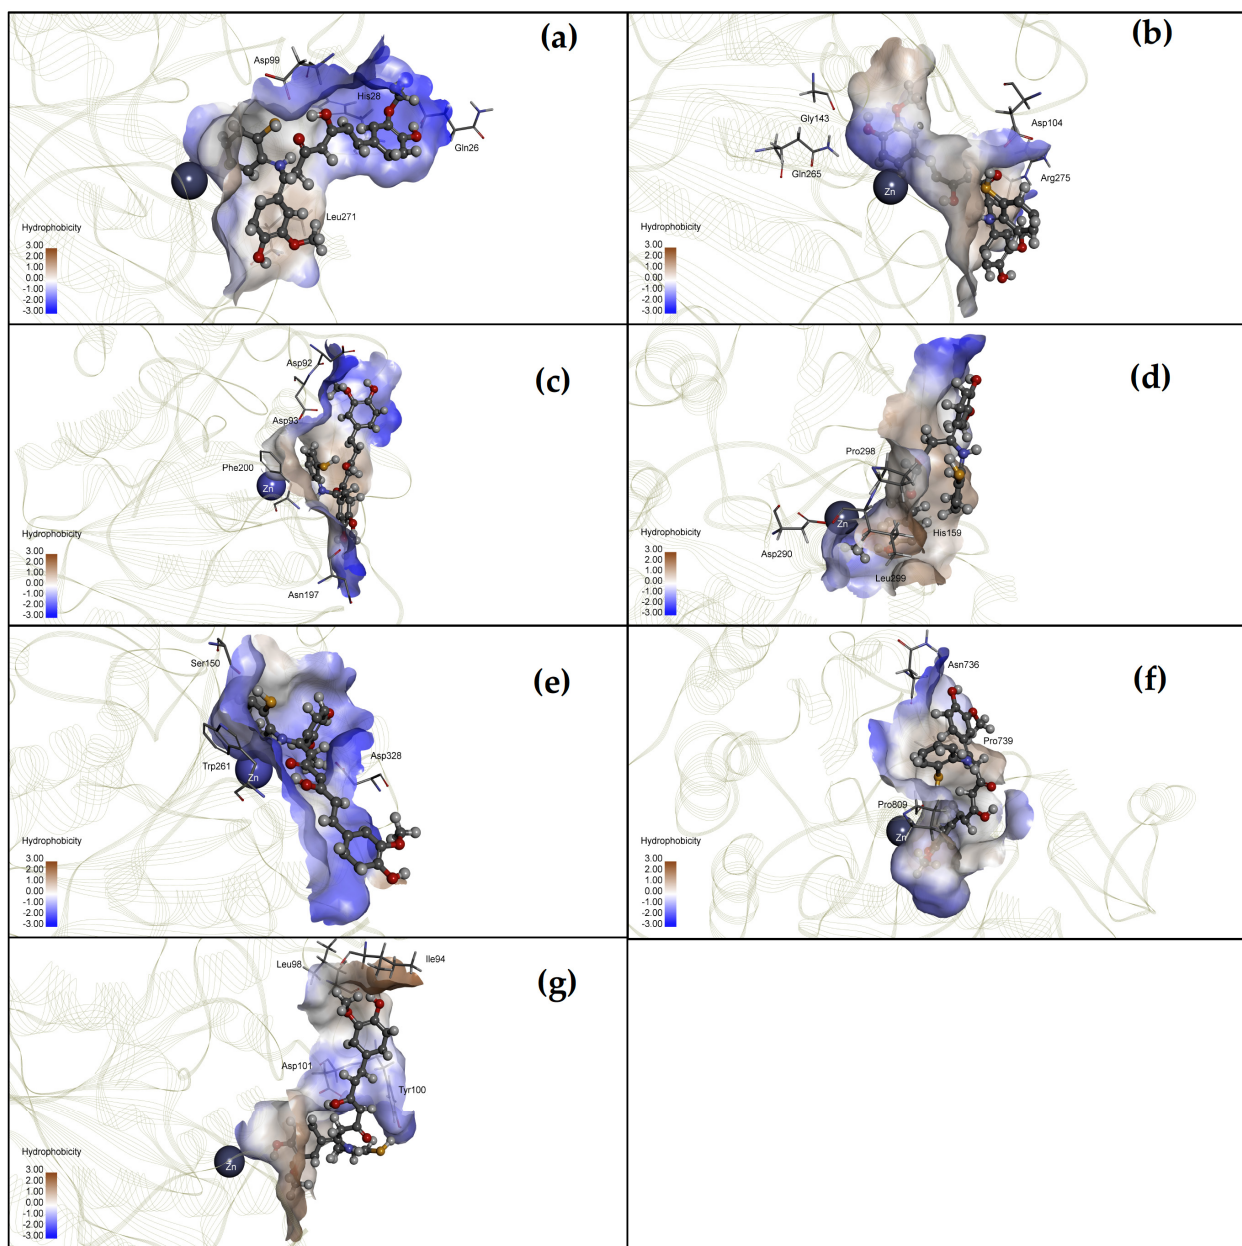 (a)
Asp99
His28
Gln26
Leu271
Hydrophobicity
3.00
2.00
1.00
0.00
-1.00
-2.00
-3.00
(b)
Gly143
Asp104
Gln265
Arg275
Zn
Hydrophobicity
3.00
2.00
1.00
0.00
-1.00
-2.00
-3.00
(c)
Asp92
Asp93
Phe200
Zn
Asn197
Hydrophobicity
3.00
2.00
1.00
0.00
-1.00
-2.00
-3.00
(d)
Pro298
Zn
His159
Asp290
Leu299
Hydrophobicity
3.00
2.00
1.00
0.00
-1.00
-2.00
-3.00
(e)
Ser150
Trp261
Zn
Asp328
Hydrophobicity
3.00
2.00
1.00
0.00
-1.00
-2.00
-3.00
(f)
Asn736
Pro739
Pro809
Zn
Hydrophobicity
3.00
2.00
1.00
0.00
-1.00
-2.00
-3.00
(g)
Leu98
Ile94
Asp101
Tyr100
Zn
Hydrophobicity
3.00
2.00
1.00
0.00
-1.00
-2.00
-3.00